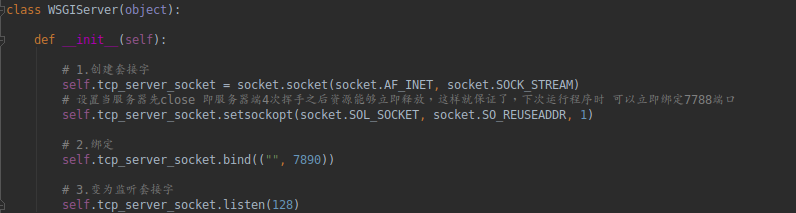 class WSGIServer(object):
def __init__(self):
# 1.创建套接字
self.tcp_server_socket = socket.socket(socket.AF_INET, socket.SOCK_STREAM)
# 设置当服务器先close 即服务器端4次挥手之后资源能够立即释放，这样就保证了，下次运行程序时 可以立即绑定7788端口
self.tcp_server_socket.setsockopt(socket.SOL_SOCKET, socket.SO_REUSEADDR, 1)
# 2.绑定
self.tcp_server_socket.bind(("", 7890))
# 3.变为监听套接字
self.tcp_server_socket.listen(128)